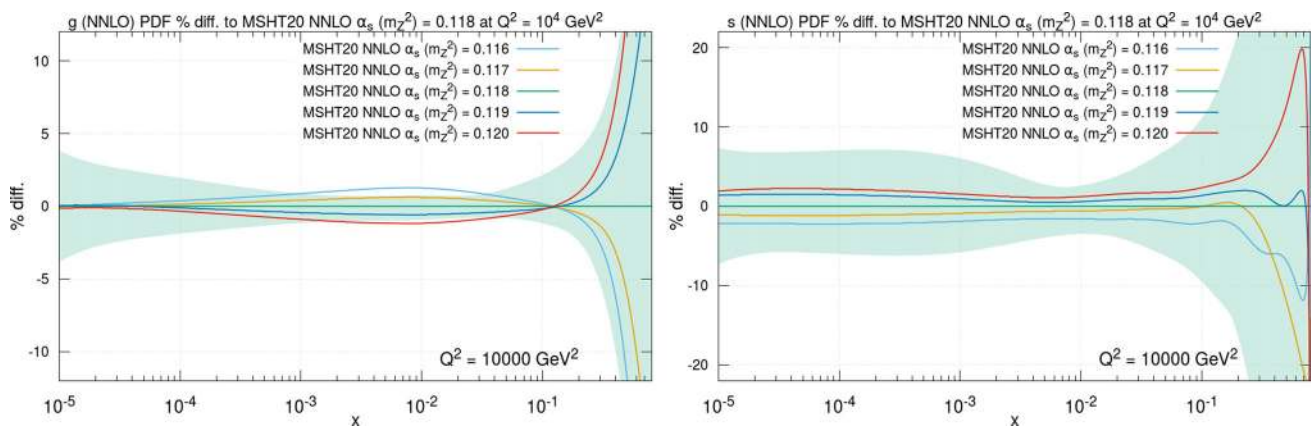 g (NNLO) PDF % diff. to MSHT20 NNLO αs (mZ²) = 0.118 at Q² = 10⁴ GeV²
10
5
0
-5
-10
% diff.
MSHT20 NNLO αs (mZ²) = 0.116
MSHT20 NNLO αs (mZ²) = 0.117
MSHT20 NNLO αs (mZ²) = 0.118
MSHT20 NNLO αs (mZ²) = 0.119
MSHT20 NNLO αs (mZ²) = 0.120
Q² = 10000 GeV²
10⁻⁵ 10⁻⁴ 10⁻³ 10⁻² 10⁻¹
x
s (NNLO) PDF % diff. to MSHT20 NNLO αs (mZ²) = 0.118 at Q² = 10⁴ GeV²
20
10
0
-10
-20
% diff.
MSHT20 NNLO αs (mZ²) = 0.116
MSHT20 NNLO αs (mZ²) = 0.117
MSHT20 NNLO αs (mZ²) = 0.118
MSHT20 NNLO αs (mZ²) = 0.119
MSHT20 NNLO αs (mZ²) = 0.120
Q² = 10000 GeV²
10⁻⁵ 10⁻⁴ 10⁻³ 10⁻² 10⁻¹
x